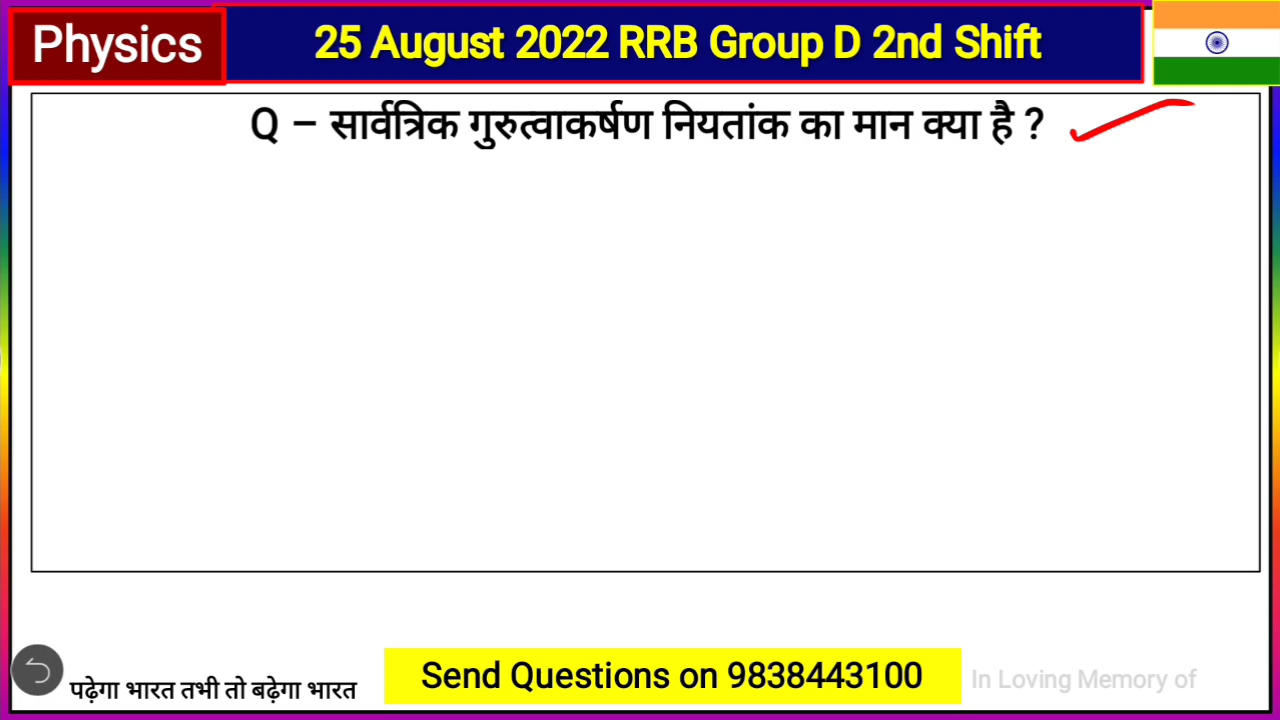 Physics
25 August 2022 RRB Group D 2nd Shift
Q – सार्वत्रिक गुरुत्वाकर्षण नियतांक का मान क्या है ?
पढ़ेगा भारत तभी तो बढ़ेगा भारत
Send Questions on 9838443100
In Loving Memory of